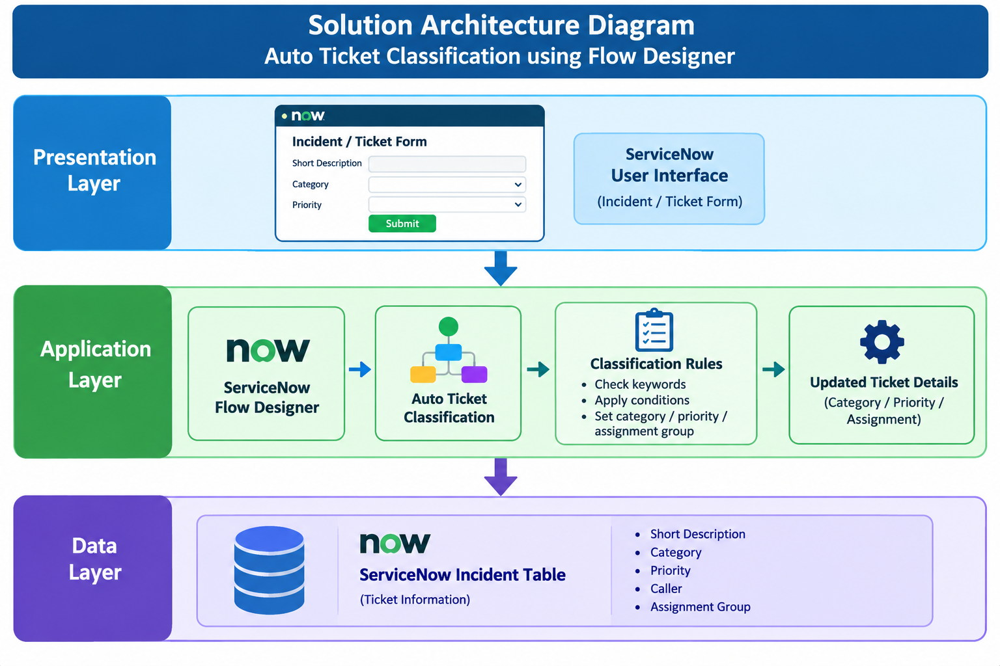 Solution Architecture Diagram
Auto Ticket Classification using Flow Designer
Presentation
Layer
now
Incident / Ticket Form
Short Description
Category
Priority
Submit
ServiceNow
User Interface
(Incident / Ticket Form)
Application
Layer
now
ServiceNow
Flow Designer
Auto Ticket
Classification
Classification Rules
• Check keywords
• Apply conditions
• Set category / priority /
assignment group
Updated Ticket Details
(Category / Priority /
Assignment)
Data
Layer
now
ServiceNow Incident Table
(Ticket Information)
• Short Description
• Category
• Priority
• Caller
• Assignment Group